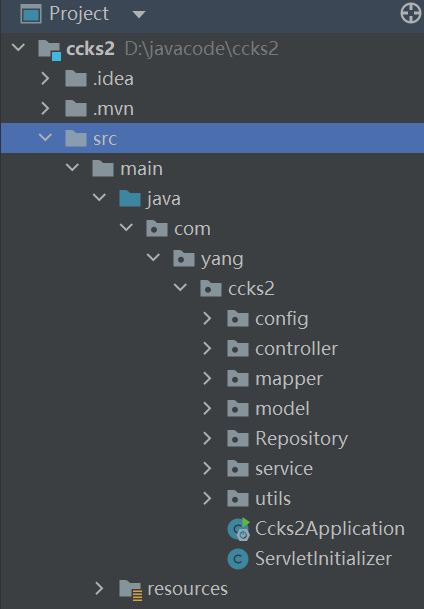 Project
ccks2 D:\javacode\ccks2
.idea
.mvn
src
main
java
com
yang
ccks2
config
controller
mapper
model
Repository
service
utils
Ccks2Application
ServletInitializer
resources